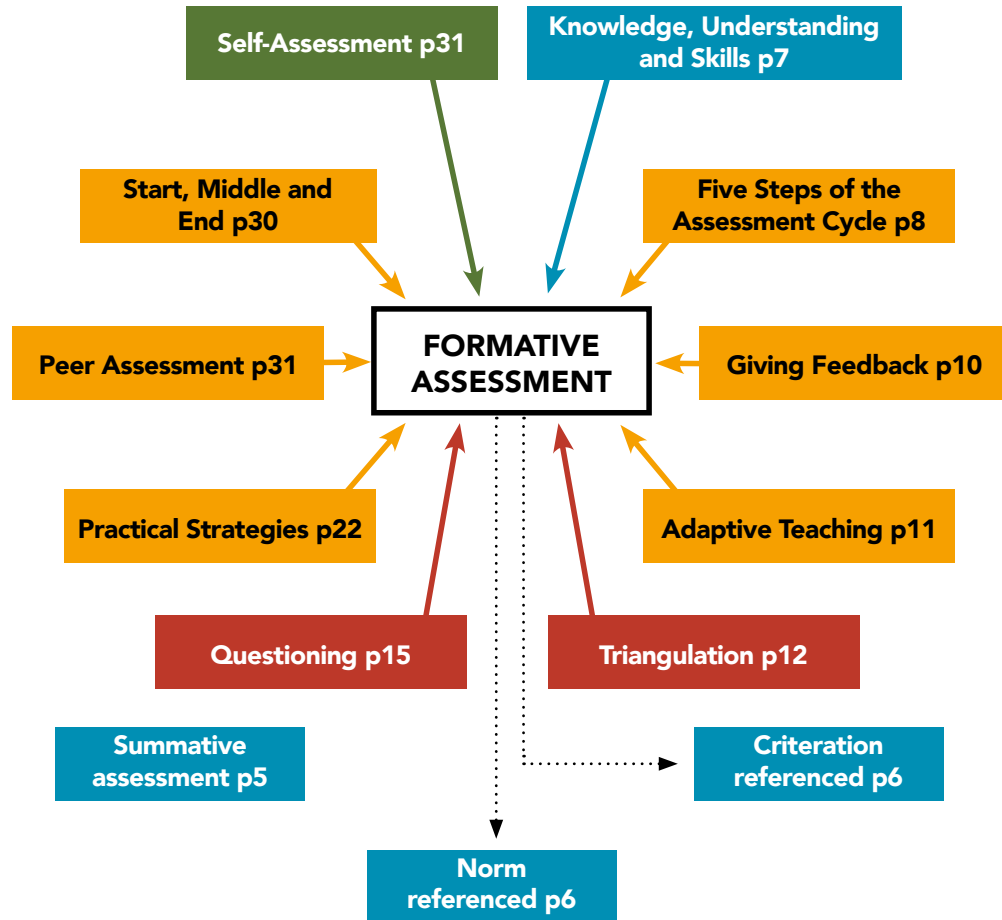 Self-Assessment p31
Knowledge, Understanding
and Skills p7
Start, Middle and
End p30
Five Steps of the
Assessment Cycle p8
Peer Assessment p31
FORMATIVE
ASSESSMENT
Giving Feedback p10
Practical Strategies p22
Adaptive Teaching p11
Questioning p15
Triangulation p12
Summative
assessment p5
Criteration
referenced p6
Norm
referenced p6